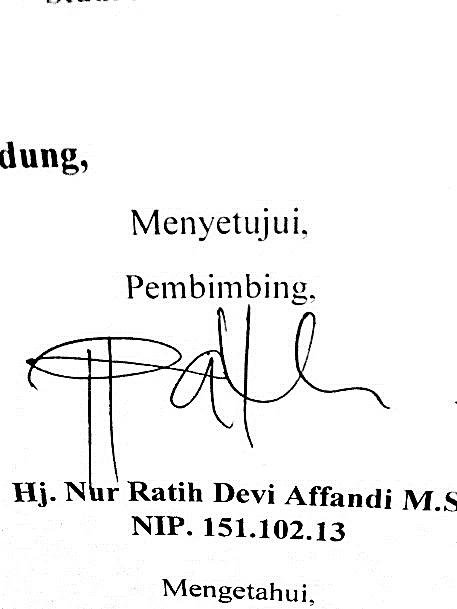 dung,
Menyetujui,
Pembimbing,
Hj. Nur Ratih Devi Affandi M.S
NIP. 151.102.13
Mengetahui,